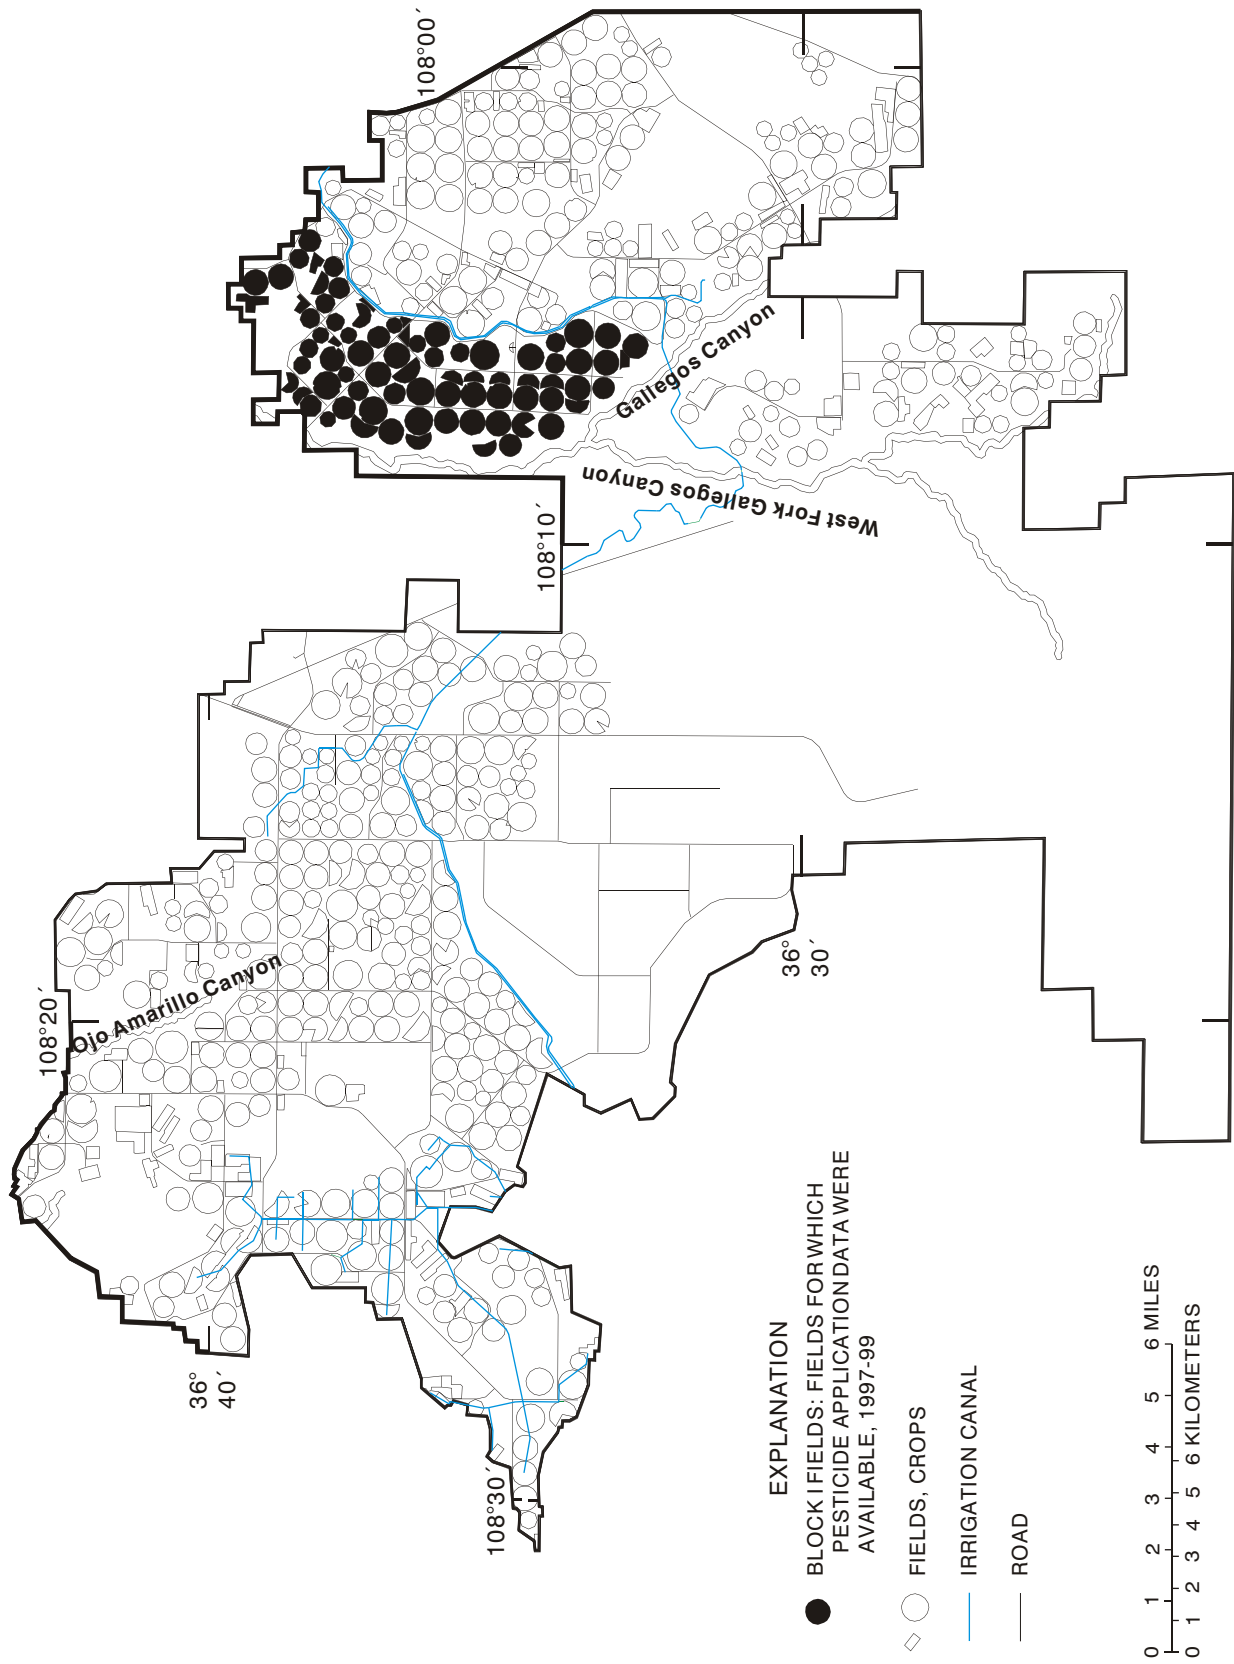 108°00´
108°10´
108°20´
108°30´
36°
40´
36°
30´
Ojo Amarillo Canyon
Gallegos Canyon
West Fork Gallegos Canyon
EXPLANATION
BLOCK I FIELDS: FIELDS FOR WHICH
PESTICIDE APPLICATION DATA WERE
AVAILABLE, 1997-99
FIELDS, CROPS
IRRIGATION CANAL
ROAD
0 1 2 3 4 5 6 MILES
0 1 2 3 4 5 6 KILOMETERS